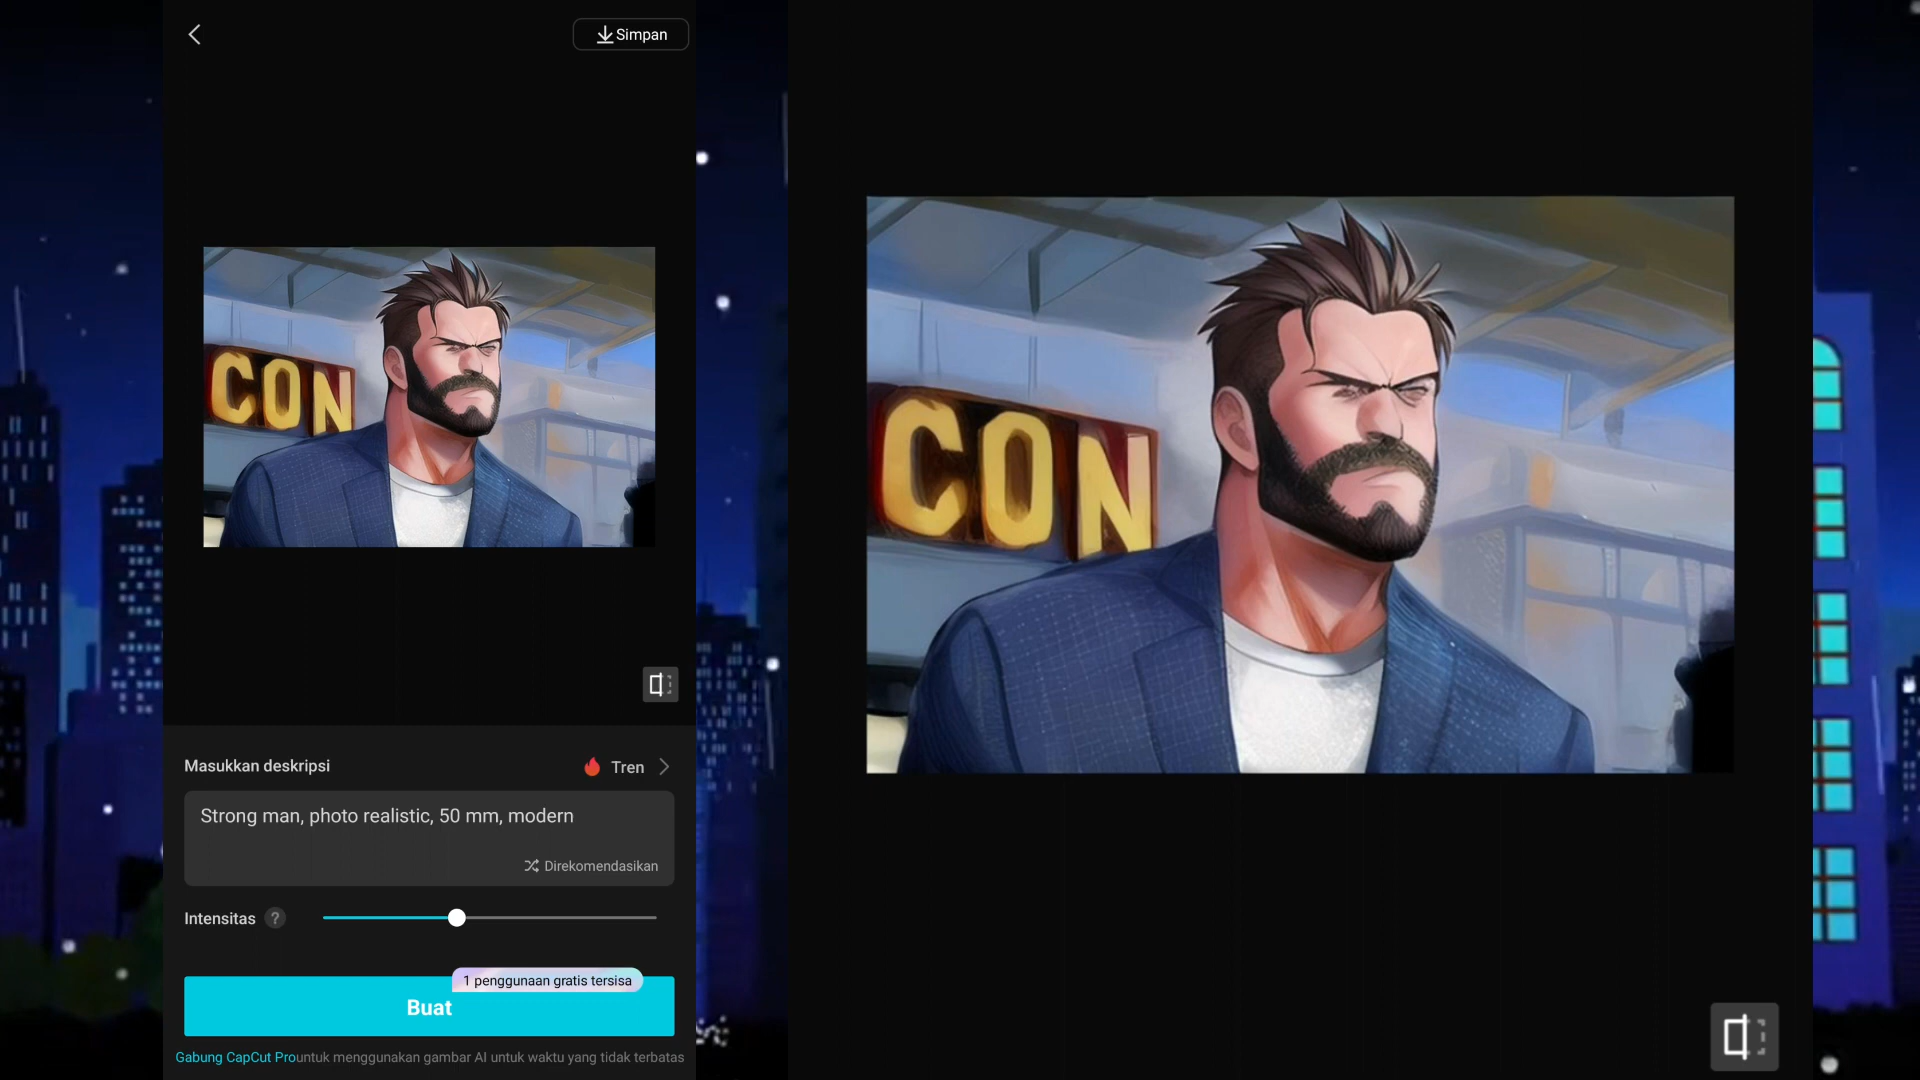 Simpan
CON
CON
Masukkan deskripsi
Tren
Strong man, photo realistic, 50 mm, modern
Direkomendasikan
Intensitas ?
1 penggunaan gratis tersisa
Buat
Gabung CapCut Prountuk menggunakan gambar AI untuk waktu yang tidak terbatas